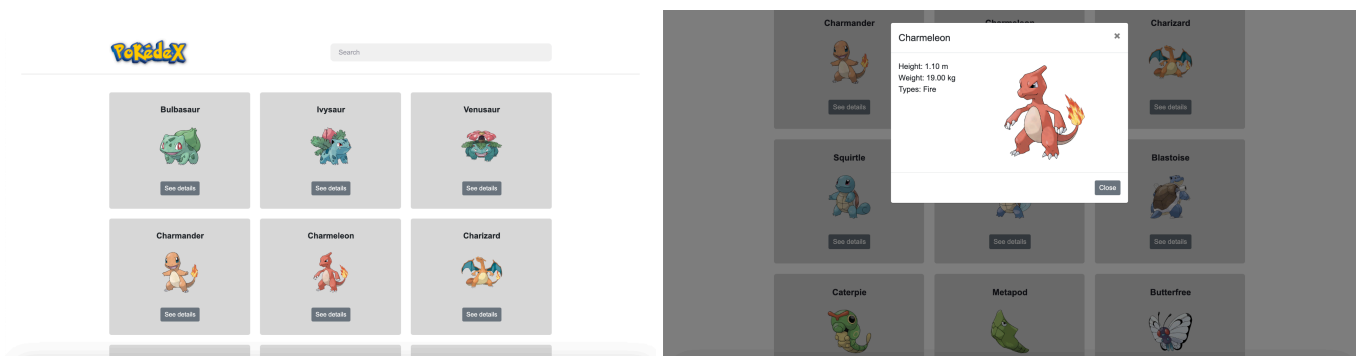 PoKédeX
Search
Bulbasaur
Ivysaur
Venusaur
See details
See details
See details
Charmander
Charmeleon
Charizard
See details
See details
See details
Charmander
Charmeleon
Charizard
Charmeleon
×
Height: 1.10 m
Weight: 19.00 kg
Types: Fire
See details
See details
Close
Squirtle
Blastoise
See details
See details
See details
Caterpie
Metapod
Butterfree